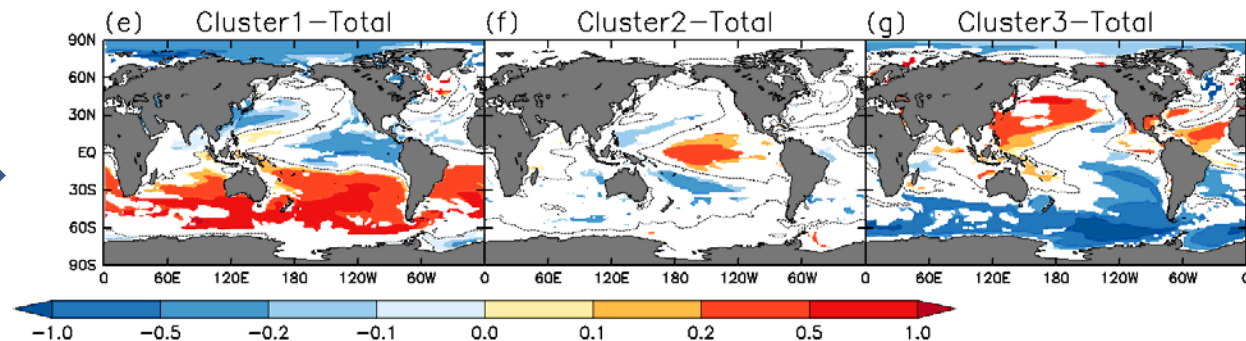 (e) Cluster1-Total (f) Cluster2-Total (g) Cluster3-Total
90N
60N
30N
EQ
30S
60S
90S
0 60E 120E 180 120W 60W 0 60E 120E 180 120W 60W 0 60E 120E 180 120W 60W 0
-1.0 -0.5 -0.2 -0.1 0.0 0.1 0.2 0.5 1.0